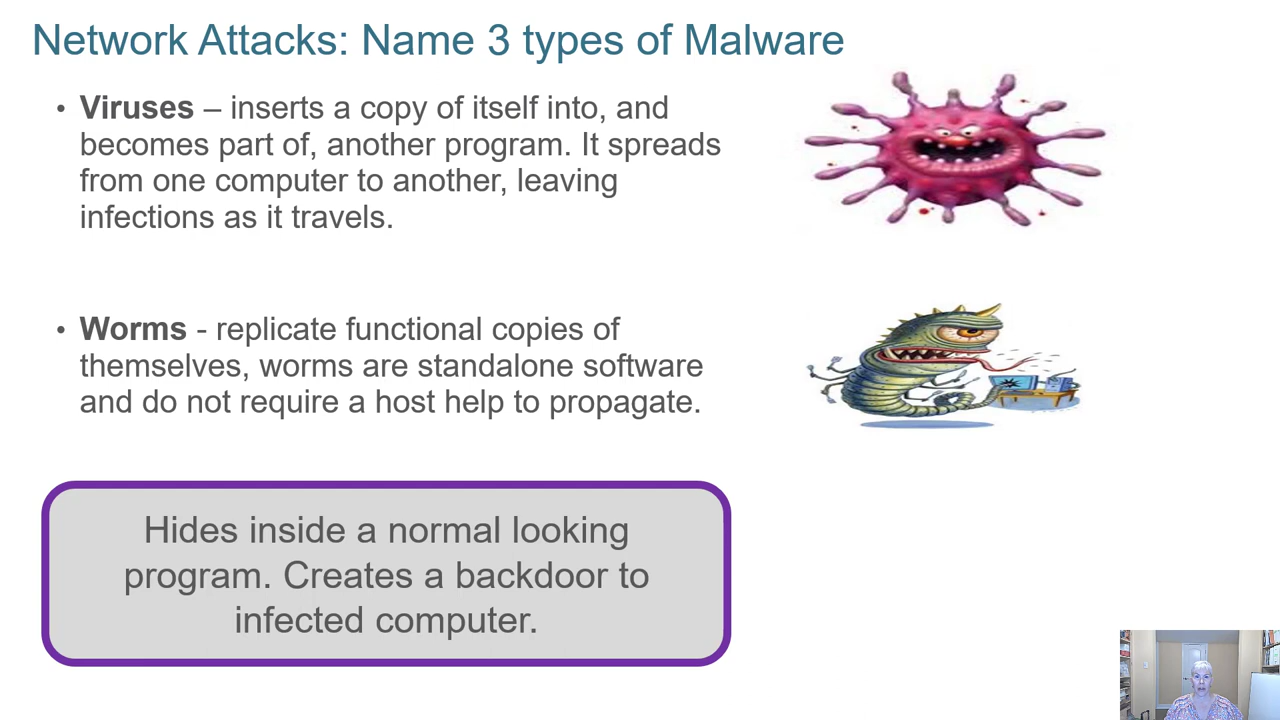 Network Attacks: Name 3 types of Malware
• Viruses – inserts a copy of itself into, and
becomes part of, another program. It spreads
from one computer to another, leaving
infections as it travels.
• Worms - replicate functional copies of
themselves, worms are standalone software
and do not require a host help to propagate.
Hides inside a normal looking
program. Creates a backdoor to
infected computer.